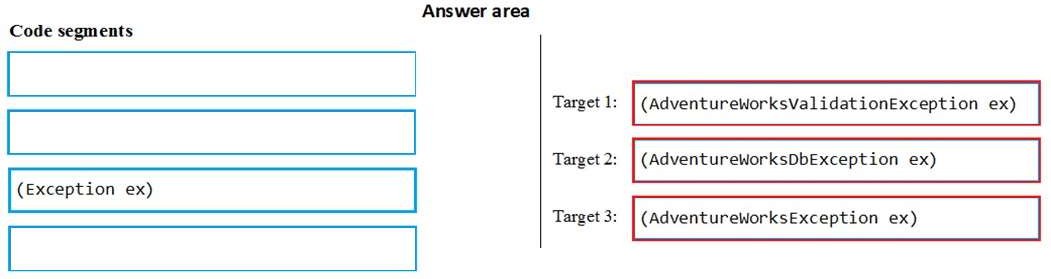 Answer area
Code segments
(Exception ex)
Target 1: (AdventureWorksValidationException ex)
Target 2: (AdventureWorksDbException ex)
Target 3: (AdventureWorksException ex)